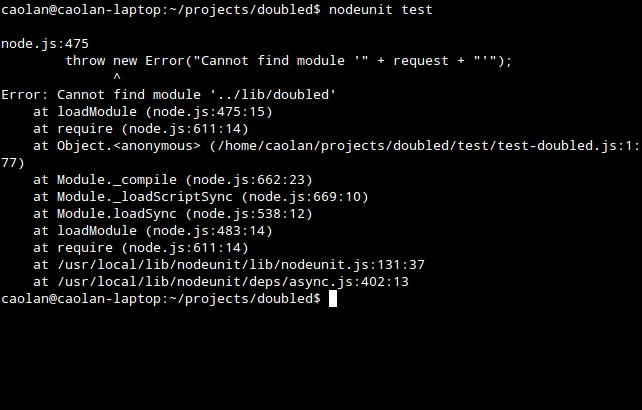 caolan@caolan-laptop:~/projects/doubled$ nodeunit test
node.js:475
        throw new Error("Cannot find module '" + request + "'");
              ^
Error: Cannot find module '../lib/doubled'
    at loadModule (node.js:475:15)
    at require (node.js:611:14)
    at Object.<anonymous> (/home/caolan/projects/doubled/test/test-doubled.js:1:
77)
    at Module._compile (node.js:662:23)
    at Module._loadScriptSync (node.js:669:10)
    at Module.loadSync (node.js:538:12)
    at loadModule (node.js:483:14)
    at require (node.js:611:14)
    at /usr/local/lib/nodeunit/lib/nodeunit.js:131:37
    at /usr/local/lib/nodeunit/deps/async.js:402:13
caolan@caolan-laptop:~/projects/doubled$